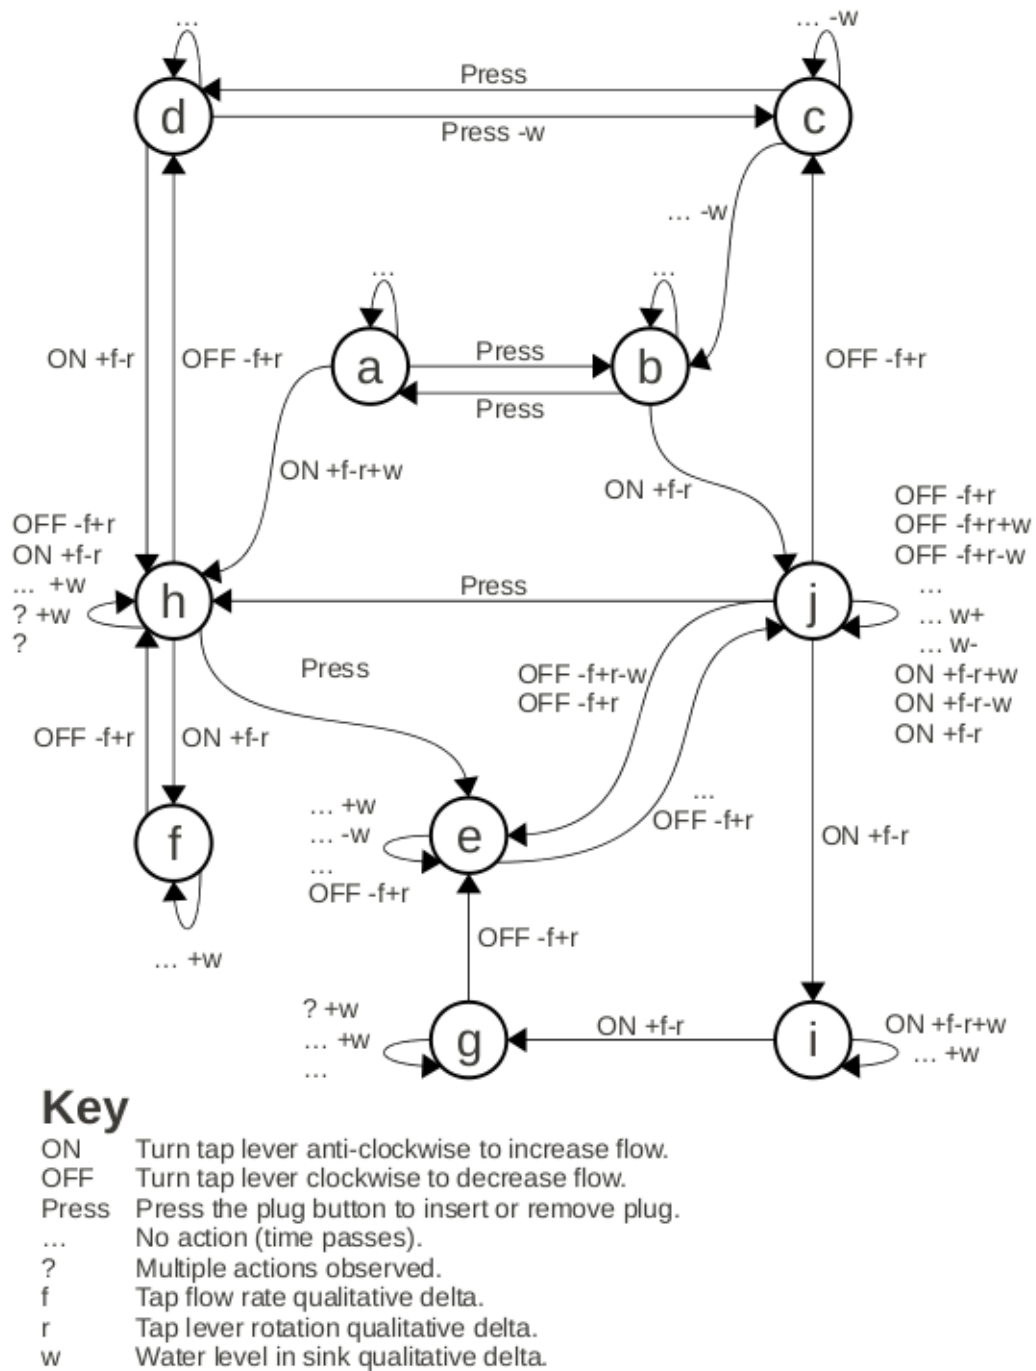 ...
... -w
Press
d
c
Press -w
... -w
...
...
ON +f-r
OFF -f+r
a
Press
b
OFF -f+r
Press
ON +f-r+w
ON +f-r
OFF -f+r
ON +f-r
... +w
? +w
?
h
Press
j
OFF -f+r
OFF -f+r+w
OFF -f+r-w
...
... w+
... w-
ON +f-r+w
ON +f-r-w
ON +f-r
Press
OFF -f+r-w
OFF -f+r
OFF -f+r
ON +f-r
...
OFF -f+r
ON +f-r
f
... +w
... -w
...
OFF -f+r
e
... +w
OFF -f+r
? +w
... +w
...
g
ON +f-r
i
ON +f-r+w
... +w
Key
ON Turn tap lever anti-clockwise to increase flow.
OFF Turn tap lever clockwise to decrease flow.
Press Press the plug button to insert or remove plug.
... No action (time passes).
? Multiple actions observed.
f Tap flow rate qualitative delta.
r Tap lever rotation qualitative delta.
w Water level in sink qualitative delta.